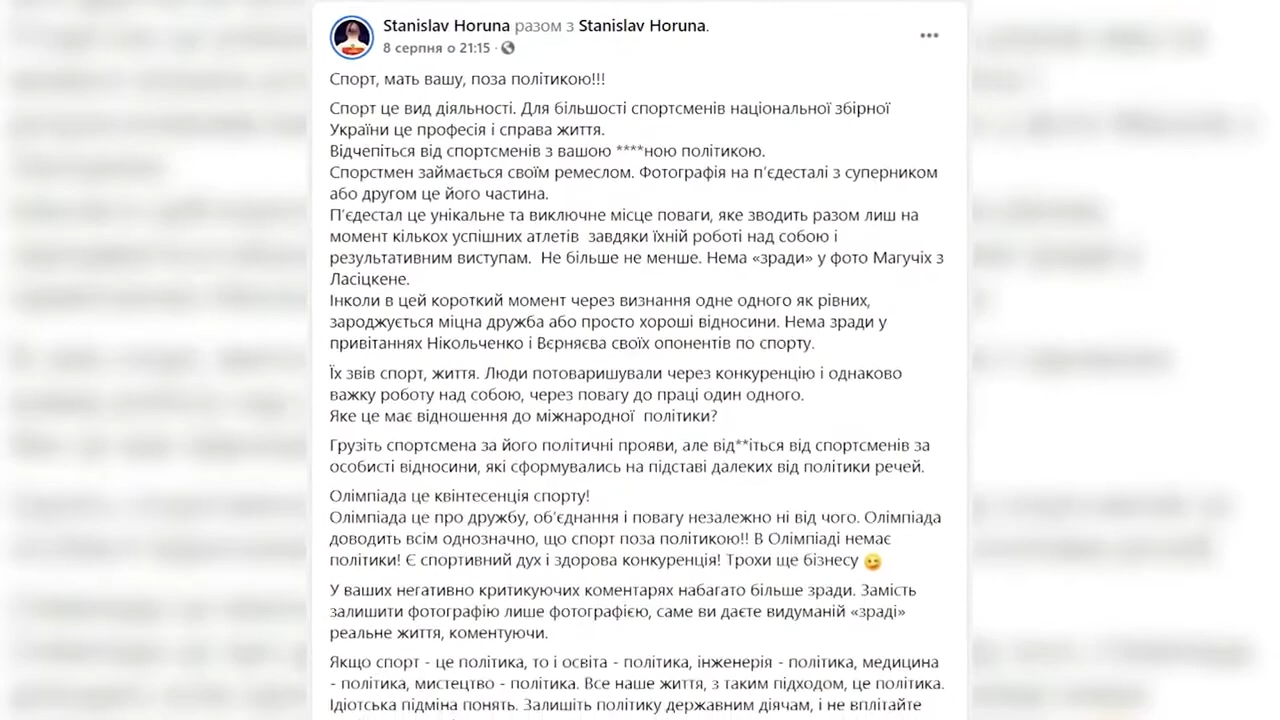 Stanislav Horuna разом з Stanislav Horuna.
8 серпня о 21:15 ·
Спорт, мать вашу, поза політикою!!!
Спорт це вид діяльності. Для більшості спортсменів національної збірної
України це професія і справа життя.
Відчепіться від спортсменів з вашою ****ною політикою.
Спорстмен займається своїм ремеслом. Фотографія на п’єдесталі з суперником
або другом це його частина.
П’єдестал це унікальне та виключне місце поваги, яке зводить разом лиш на
момент кількох успішних атлетів  завдяки їхній роботі над собою і
результативним виступам.  Не більше не менше. Нема «зради» у фото Магучіх з
Ласіцкене.
Інколи в цей короткий момент через визнання одне одного як рівних,
зароджується міцна дружба або просто хороші відносини. Нема зради у
привітаннях Нікольченко і Вєрняєва своїх опонентів по спорту.
Їх звів спорт, життя. Люди потоваришували через конкуренцію і однаково
важку роботу над собою, через повагу до праці один одного.
Яке це має відношення до міжнародної  політики?
Грузіть спортсмена за його політичні прояви, але від**іться від спортсменів за
особисті відносини, які сформувались на підставі далеких від політики речей.
Олімпіада це квінтесенція спорту!
Олімпіада це про дружбу, об’єднання і повагу незалежно ні від чого. Олімпіада
доводить всім однозначно, що спорт поза політикою!! В Олімпіаді немає
політики! Є спортивний дух і здорова конкуренція! Трохи ще бізнесу 😉
У ваших негативно критикуючих коментарях набагато більше зради. Замість
залишити фотографію лише фотографією, саме ви даєте видуманій «зраді»
реальне життя, коментуючи.
Якщо спорт - це політика, то і освіта - політика, інженерія - політика, медицина
- політика, мистецтво - політика. Все наше життя, з таким підходом, це політика.
Ідіотська підміна понять. Залишіть політику державним діячам, і не вплітайте